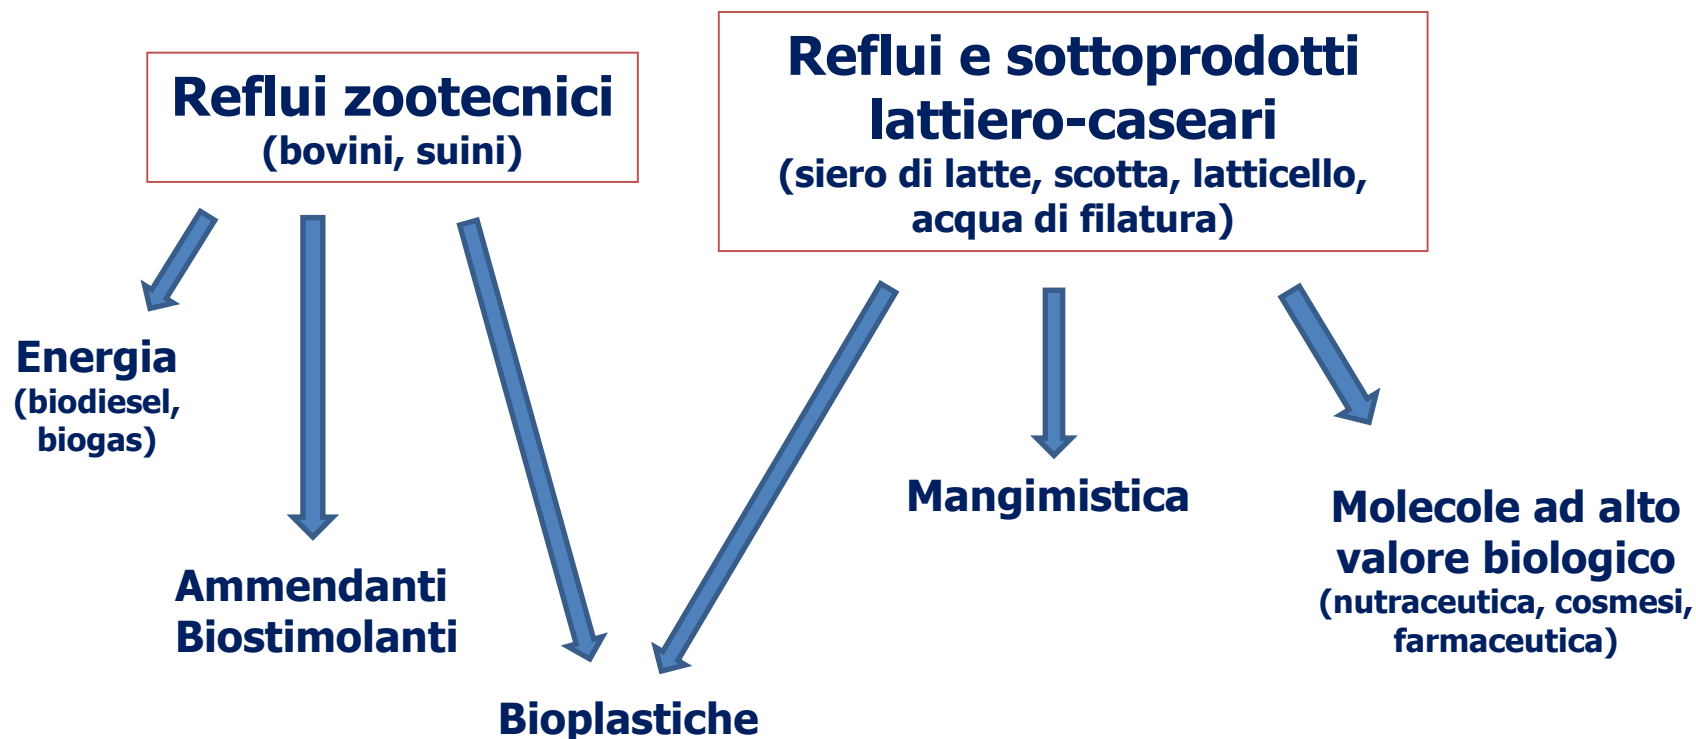 Reflui zootecnici
(bovini, suini)
Reflui e sottoprodotti
lattiero-caseari
(siero di latte, scotta, latticello,
acqua di filatura)
Energia
(biodiesel,
biogas)
Ammendanti
Biostimolanti
Bioplastiche
Mangimistica
Molecole ad alto
valore biologico
(nutraceutica, cosmesi,
farmaceutica)